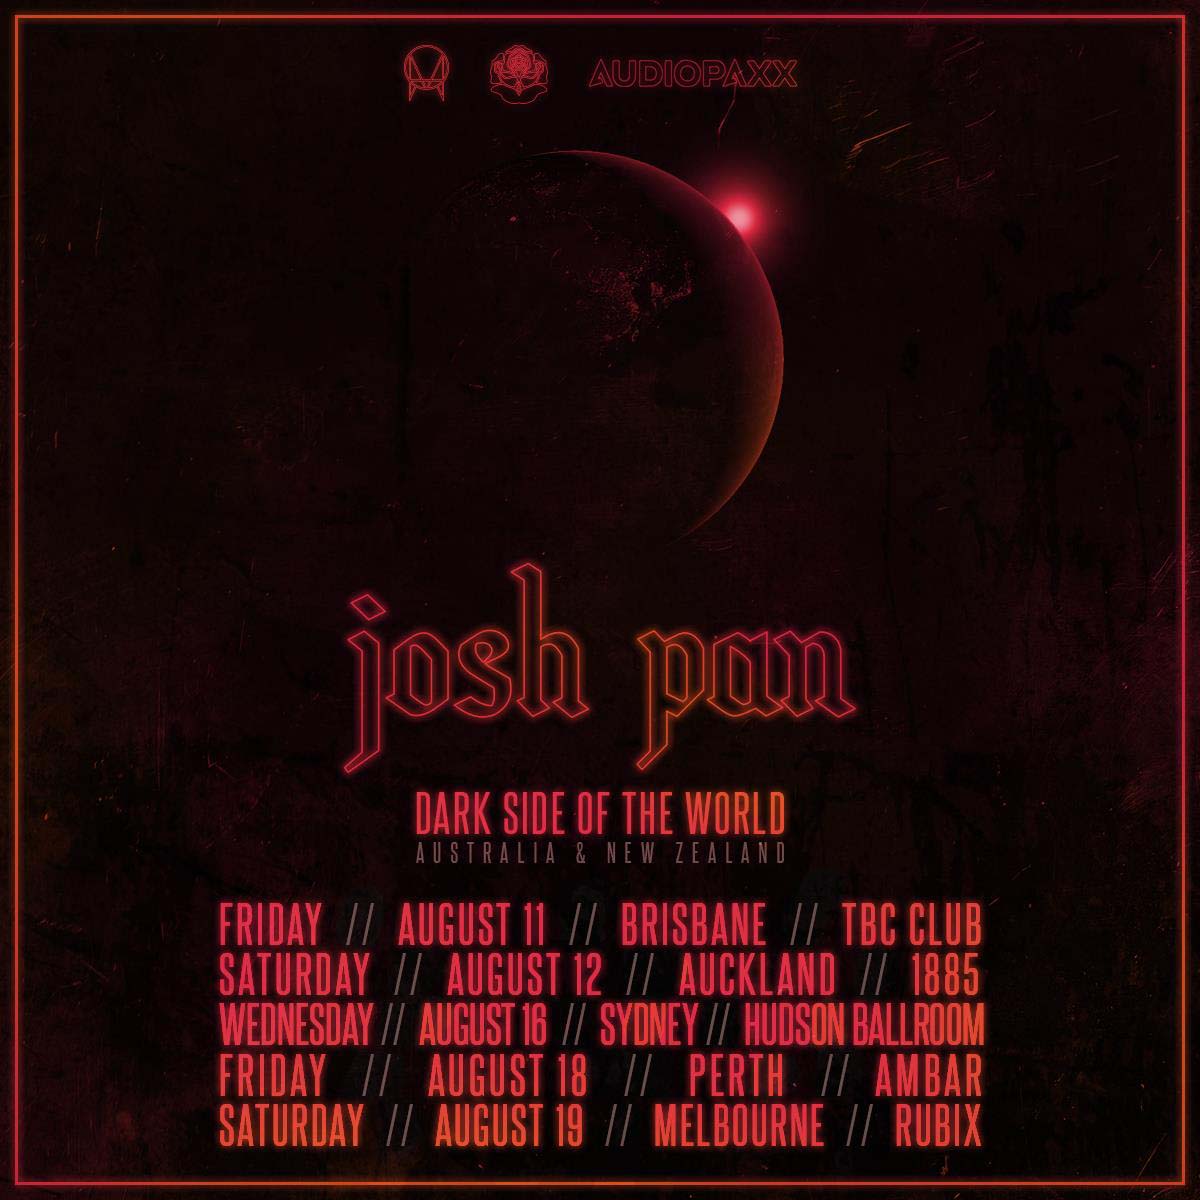 AUDIOPAXX
josh pan
DARK SIDE OF THE WORLD
AUSTRALIA & NEW ZEALAND
FRIDAY // AUGUST 11 // BRISBANE // TBC CLUB
SATURDAY // AUGUST 12 // AUCKLAND // 1885
WEDNESDAY // AUGUST 16 // SYDNEY // HUDSON BALLROOM
FRIDAY // AUGUST 18 // PERTH // AMBAR
SATURDAY // AUGUST 19 // MELBOURNE // RUBIX